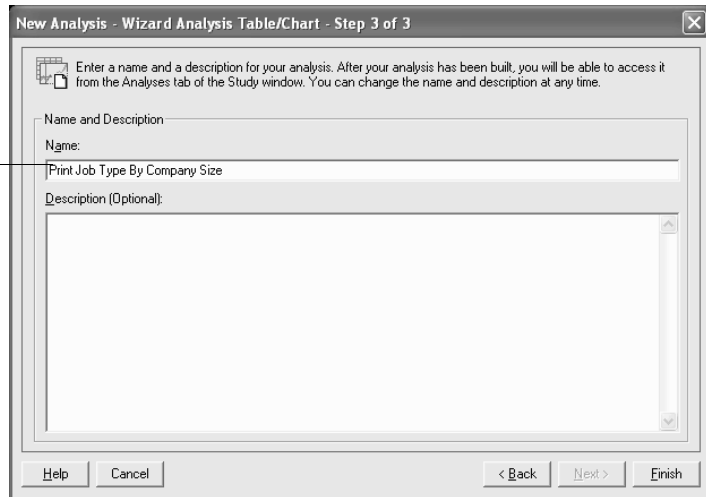 New Analysis - Wizard Analysis Table/Chart - Step 3 of 3
Enter a name and a description for your analysis. After your analysis has been built, you will be able to access it
from the Analyses tab of the Study window. You can change the name and description at any time.
Name and Description
Name:
Print Job Type By Company Size
Description (Optional):
Help
Cancel
< Back
Next >
Finish